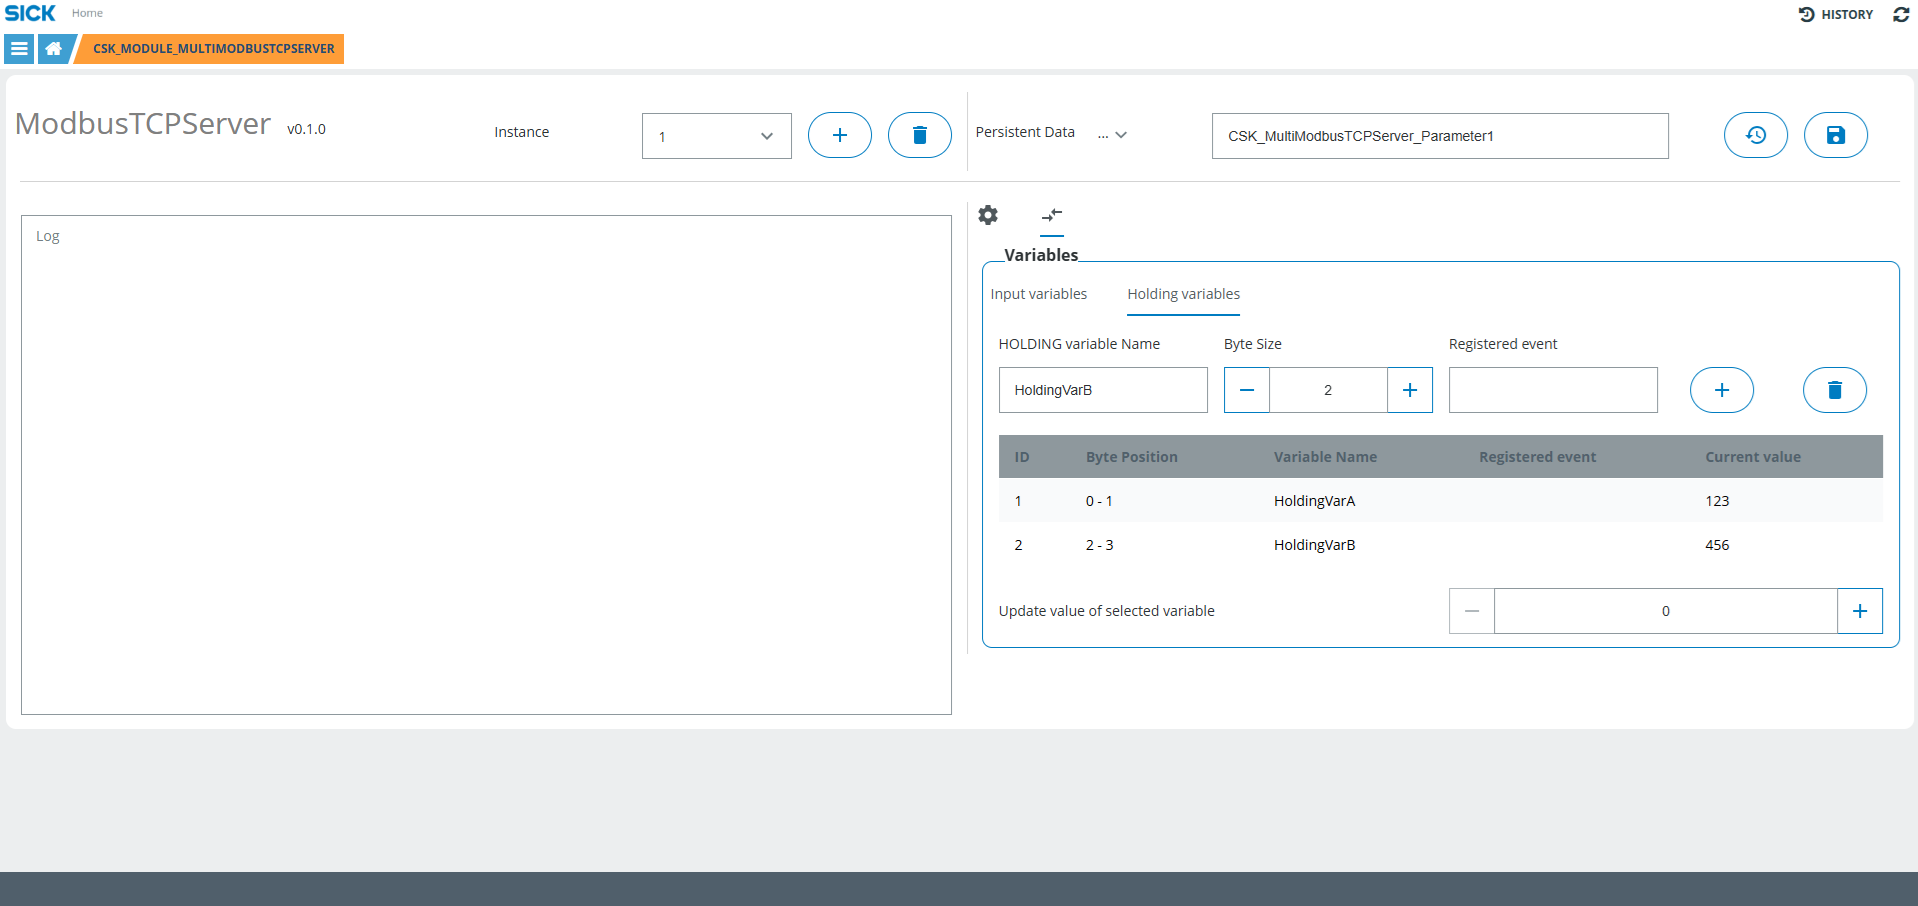 SICK Home HISTORY
CSK_MODULE_MULTIMODBUSTCPSERVER
ModbusTCPServer v0.1.0 Instance 1 Persistent Data ... CSK_MultiModbusTCPServer_Parameter1
Log
Variables
Input variables Holding variables
HOLDING variable Name Byte Size Registered event
HoldingVarB 2
ID Byte Position Variable Name Registered event Current value
1 0 - 1 HoldingVarA 123
2 2 - 3 HoldingVarB 456
Update value of selected variable 0